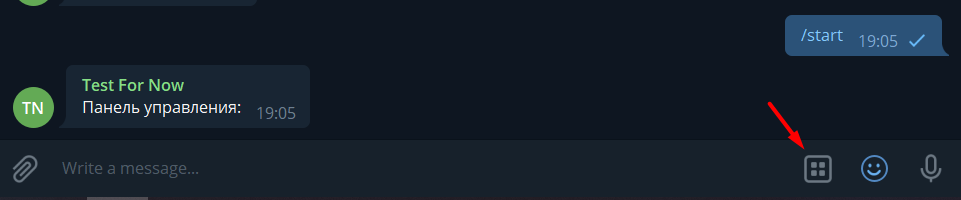 /start 19:05
Test For Now
TN
Панель управления: 19:05
Write a message...